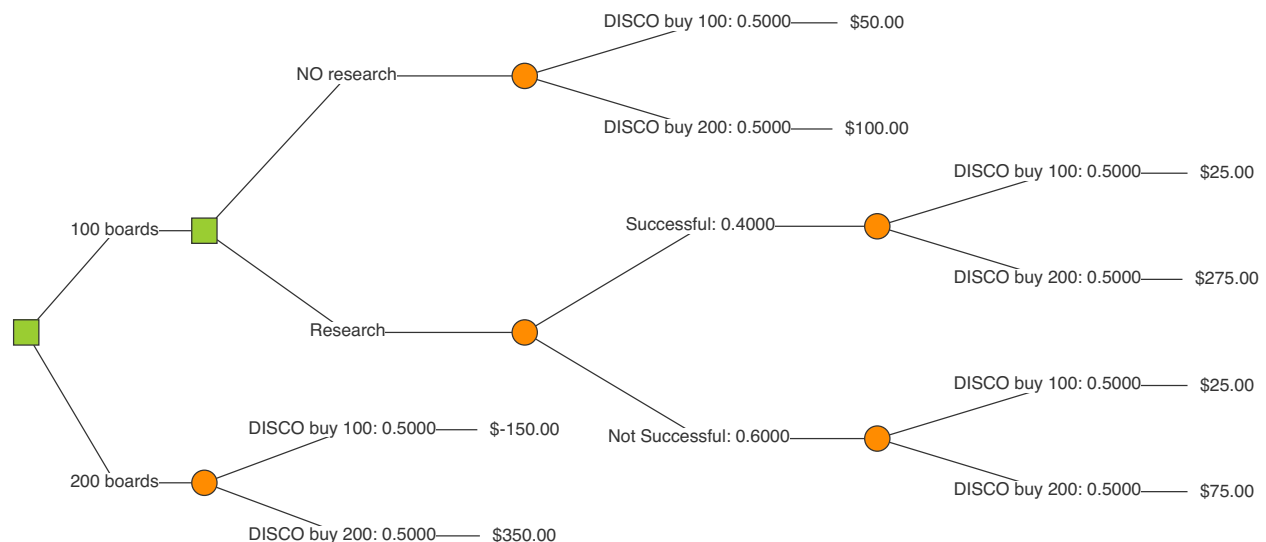 DISCO buy 100: 0.5000 $50.00
NO research
DISCO buy 200: 0.5000 $100.00
DISCO buy 100: 0.5000 $25.00
100 boards
Successful: 0.4000
DISCO buy 200: 0.5000 $275.00
Research
DISCO buy 100: 0.5000 $25.00
DISCO buy 100: 0.5000 $-150.00
Not Successful: 0.6000
200 boards
DISCO buy 200: 0.5000 $75.00
DISCO buy 200: 0.5000 $350.00